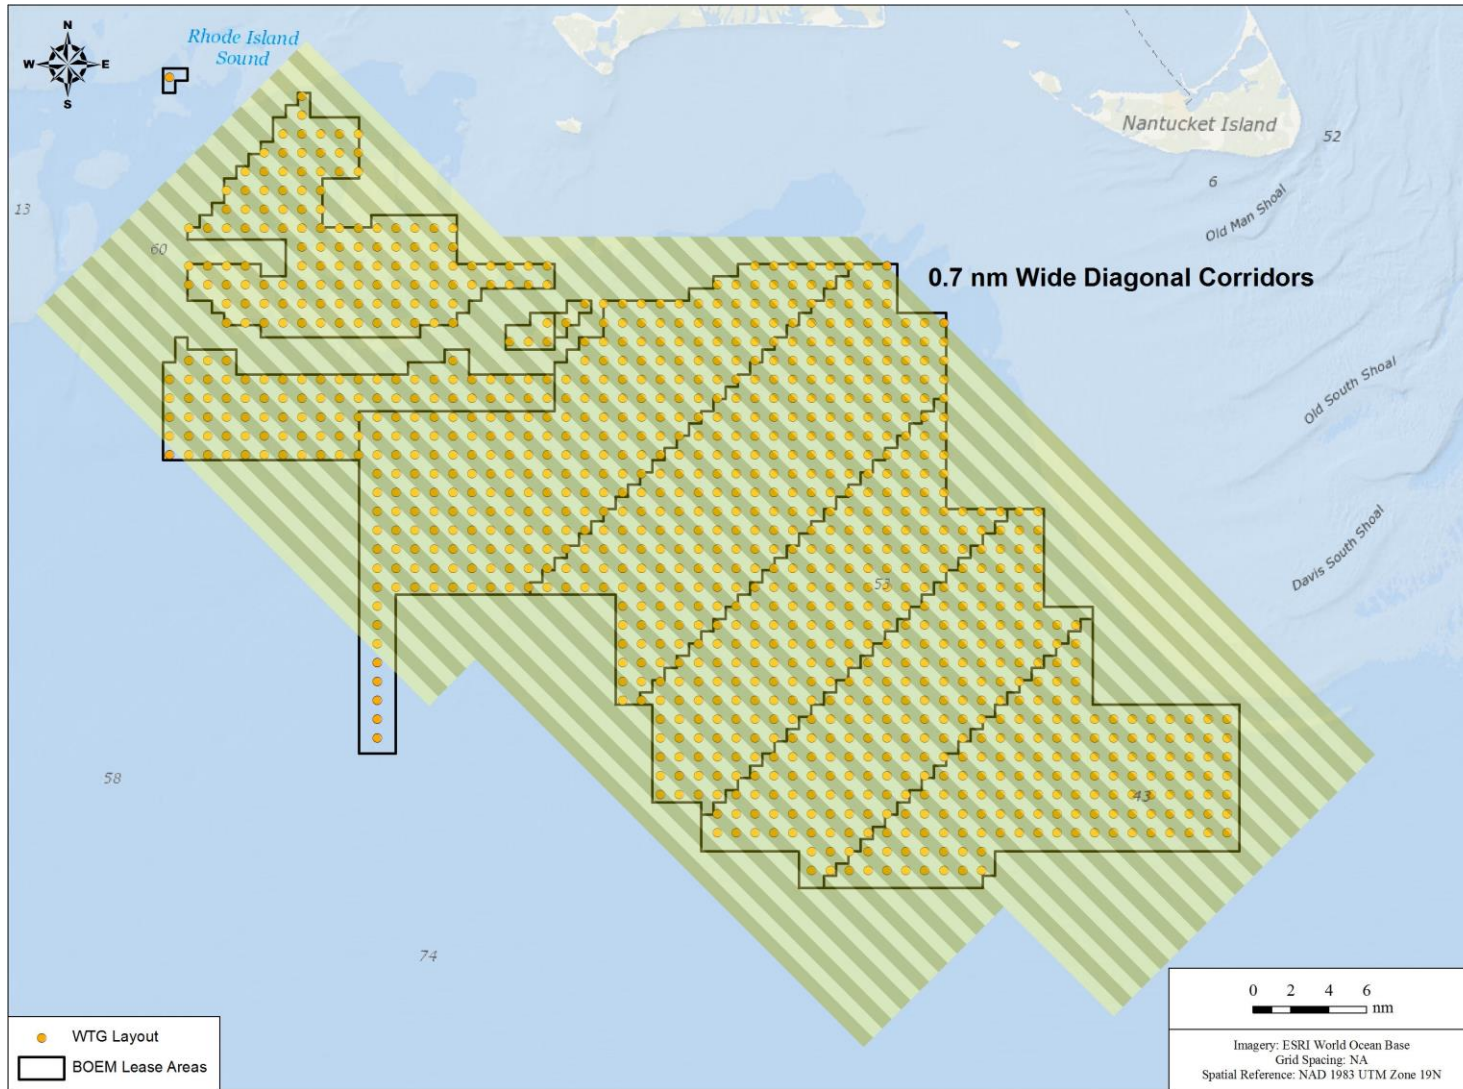 N
W E
S
Rhode Island
Sound
Nantucket Island
52
6
Old Man Shoal
13
60
0.7 nm Wide Diagonal Corridors
Old South Shoal
Davis South Shoal
53
43
58
74
WTG Layout
BOEM Lease Areas
0 2 4 6
nm
Imagery: ESRI World Ocean Base
Grid Spacing: NA
Spatial Reference: NAD 1983 UTM Zone 19N